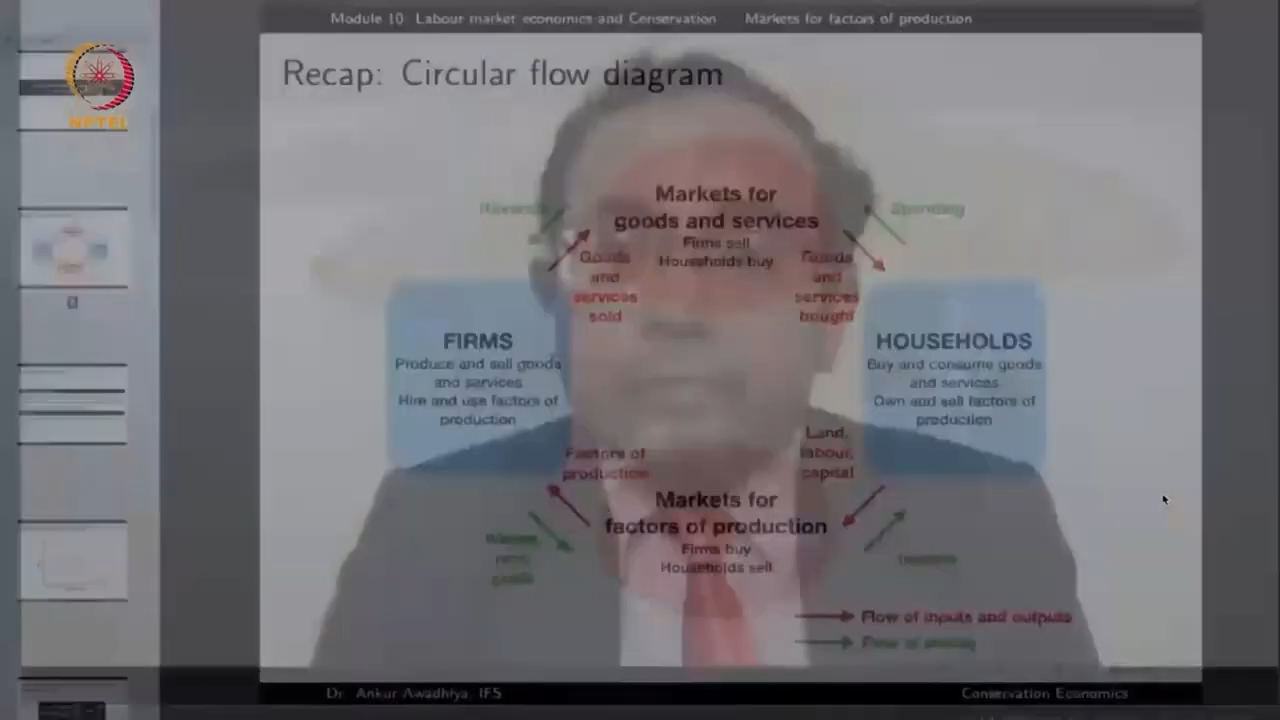 Module 10 Labour market economics and Conservation Markets for factors of production
NPTEL
Recap: Circular flow diagram
Markets for
goods and services
Firms sell
Households buy
Revenue
Spending
Goods
and
services
sold
Goods
and
services
bought
FIRMS
Produce and sell goods
and services
Hire and use factors of
production
HOUSEHOLDS
Buy and consume goods
and services
Own and sell factors of
production
Factors of
production
Land,
labour,
capital
Markets for
factors of production
Firms buy
Households sell
Flow of inputs and outputs
Dr. Ankur Awadhiya, IFS
Conservation Economics